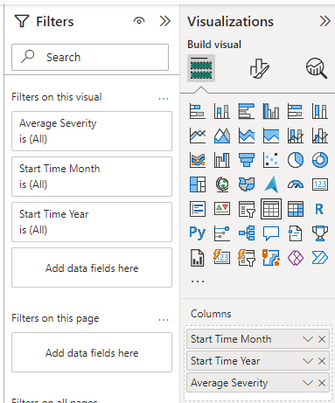 Filters
Search
Filters on this visual
...
Average Severity
is (All)
Start Time Month
is (All)
Start Time Year
is (All)
Add data fields here
Filters on this page
...
Add data fields here
Filters on all pages
Visualizations
Build visual
123
R
Py
...
Columns
Start Time Month
Start Time Year
Average Severity